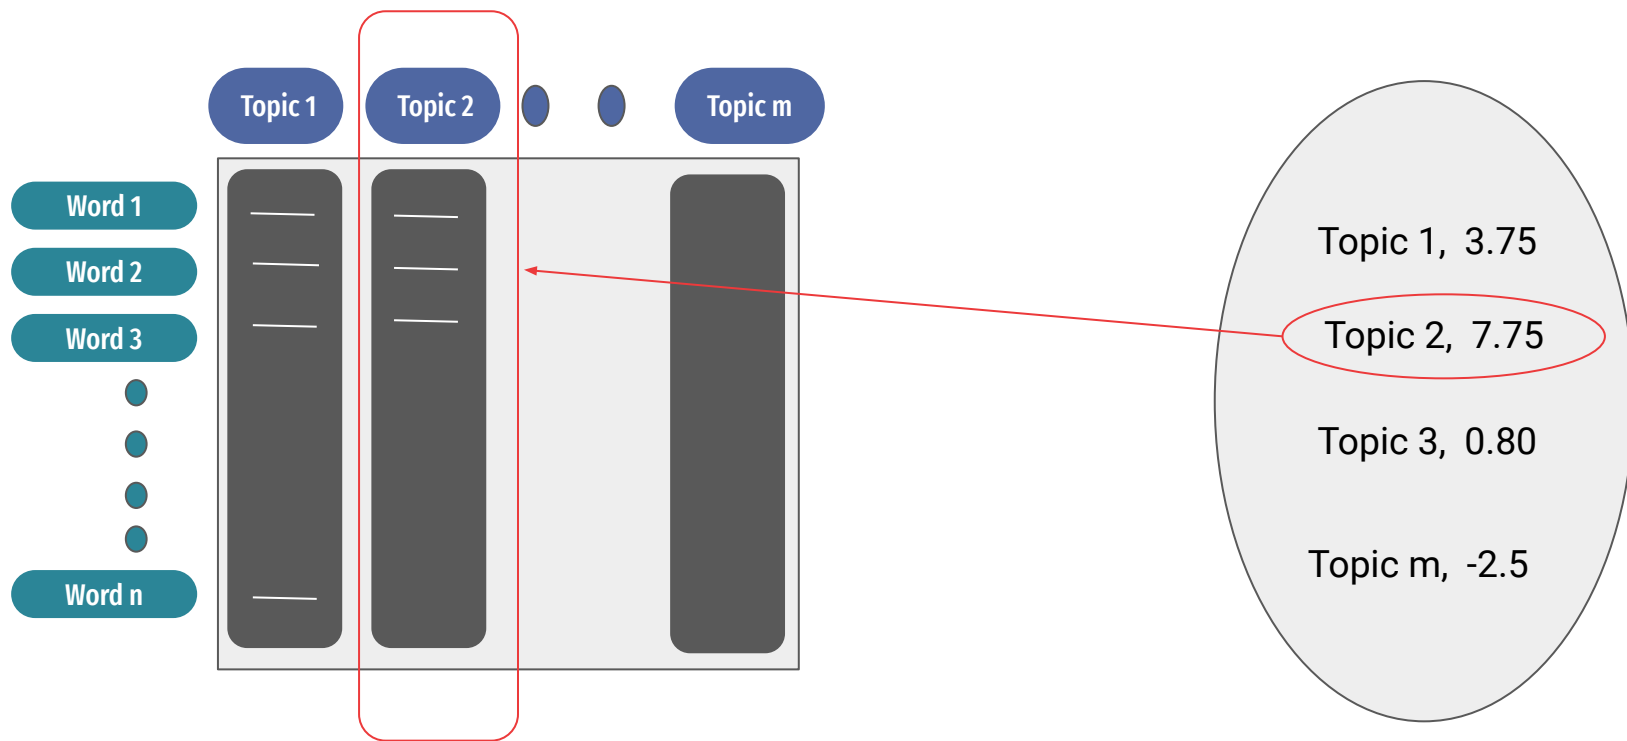 Topic 1
Topic 2
Topic m
Word 1
Word 2
Word 3
Word n
Topic 1, 3.75
Topic 2, 7.75
Topic 3, 0.80
Topic m, -2.5